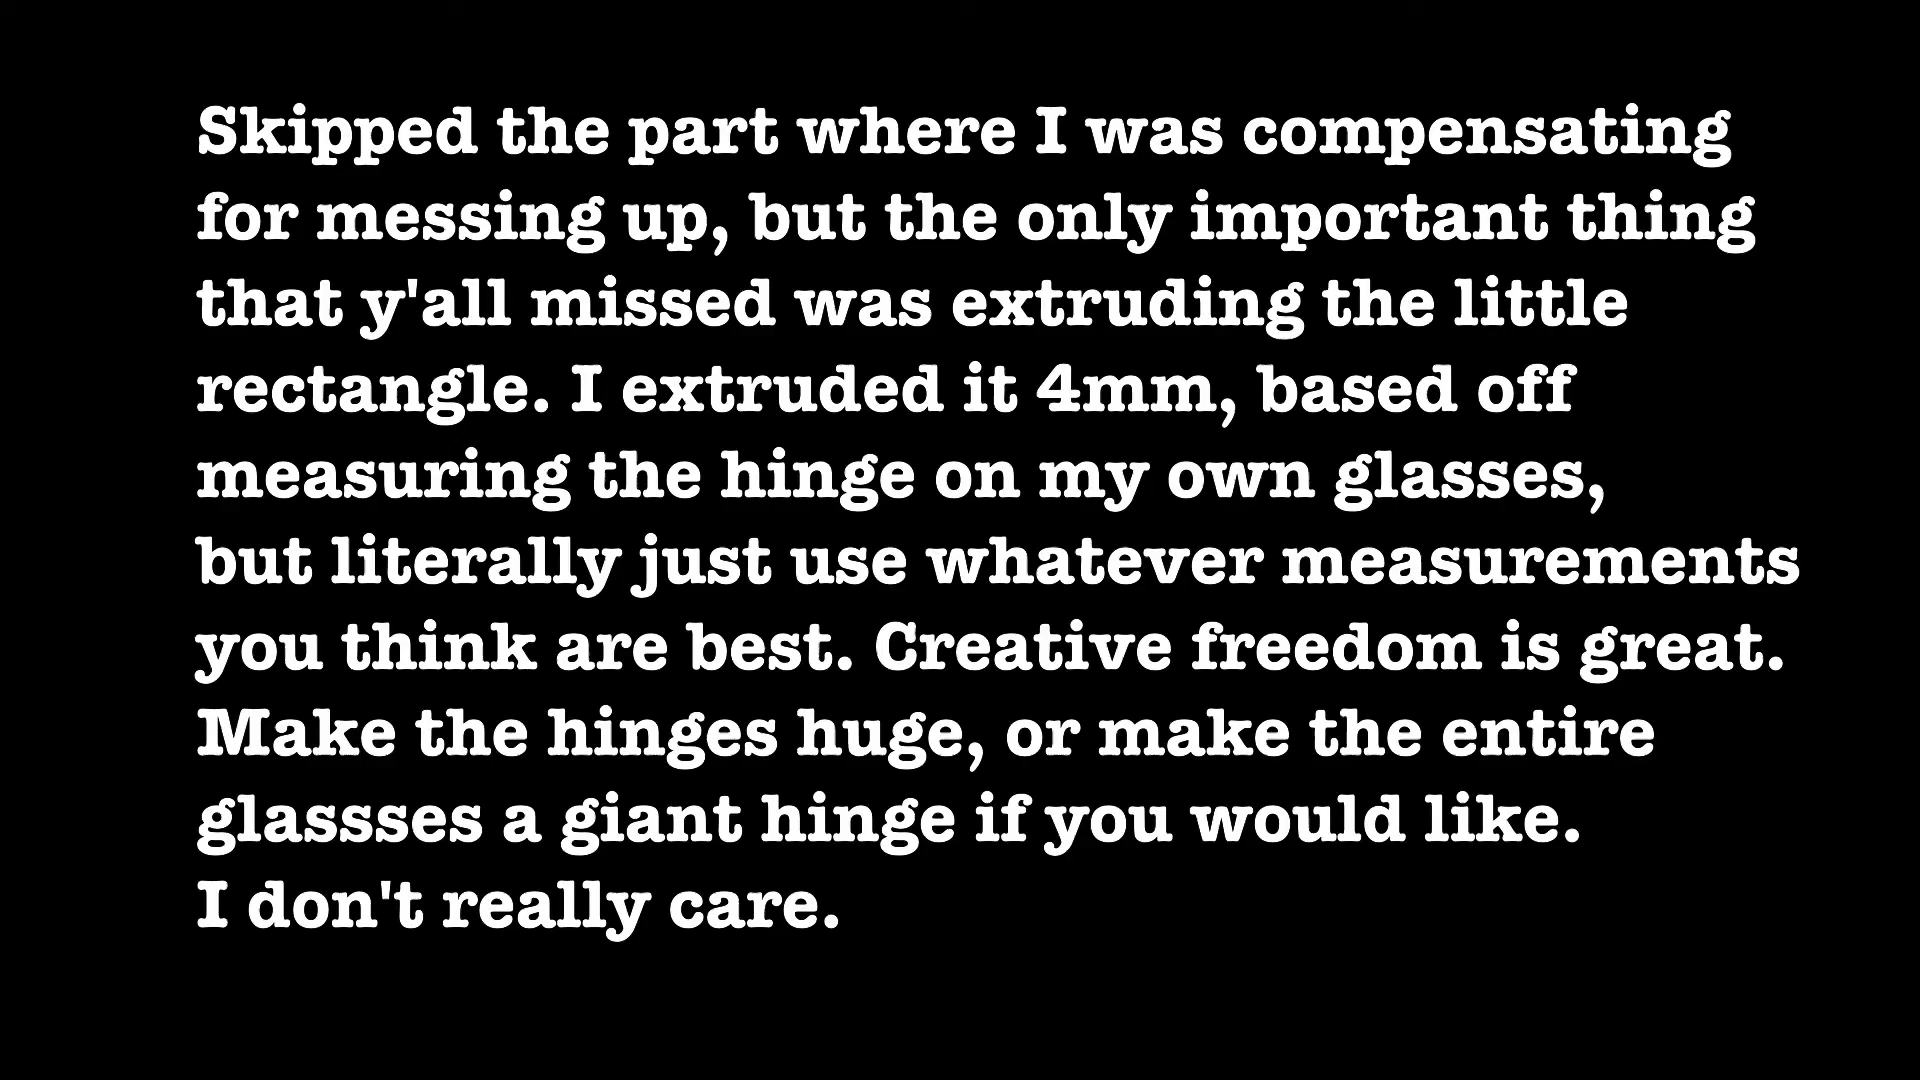 Skipped the part where I was compensating
for messing up, but the only important thing
that y'all missed was extruding the little
rectangle. I extruded it 4mm, based off
measuring the hinge on my own glasses,
but literally just use whatever measurements
you think are best. Creative freedom is great.
Make the hinges huge, or make the entire
glassses a giant hinge if you would like.
I don't really care.